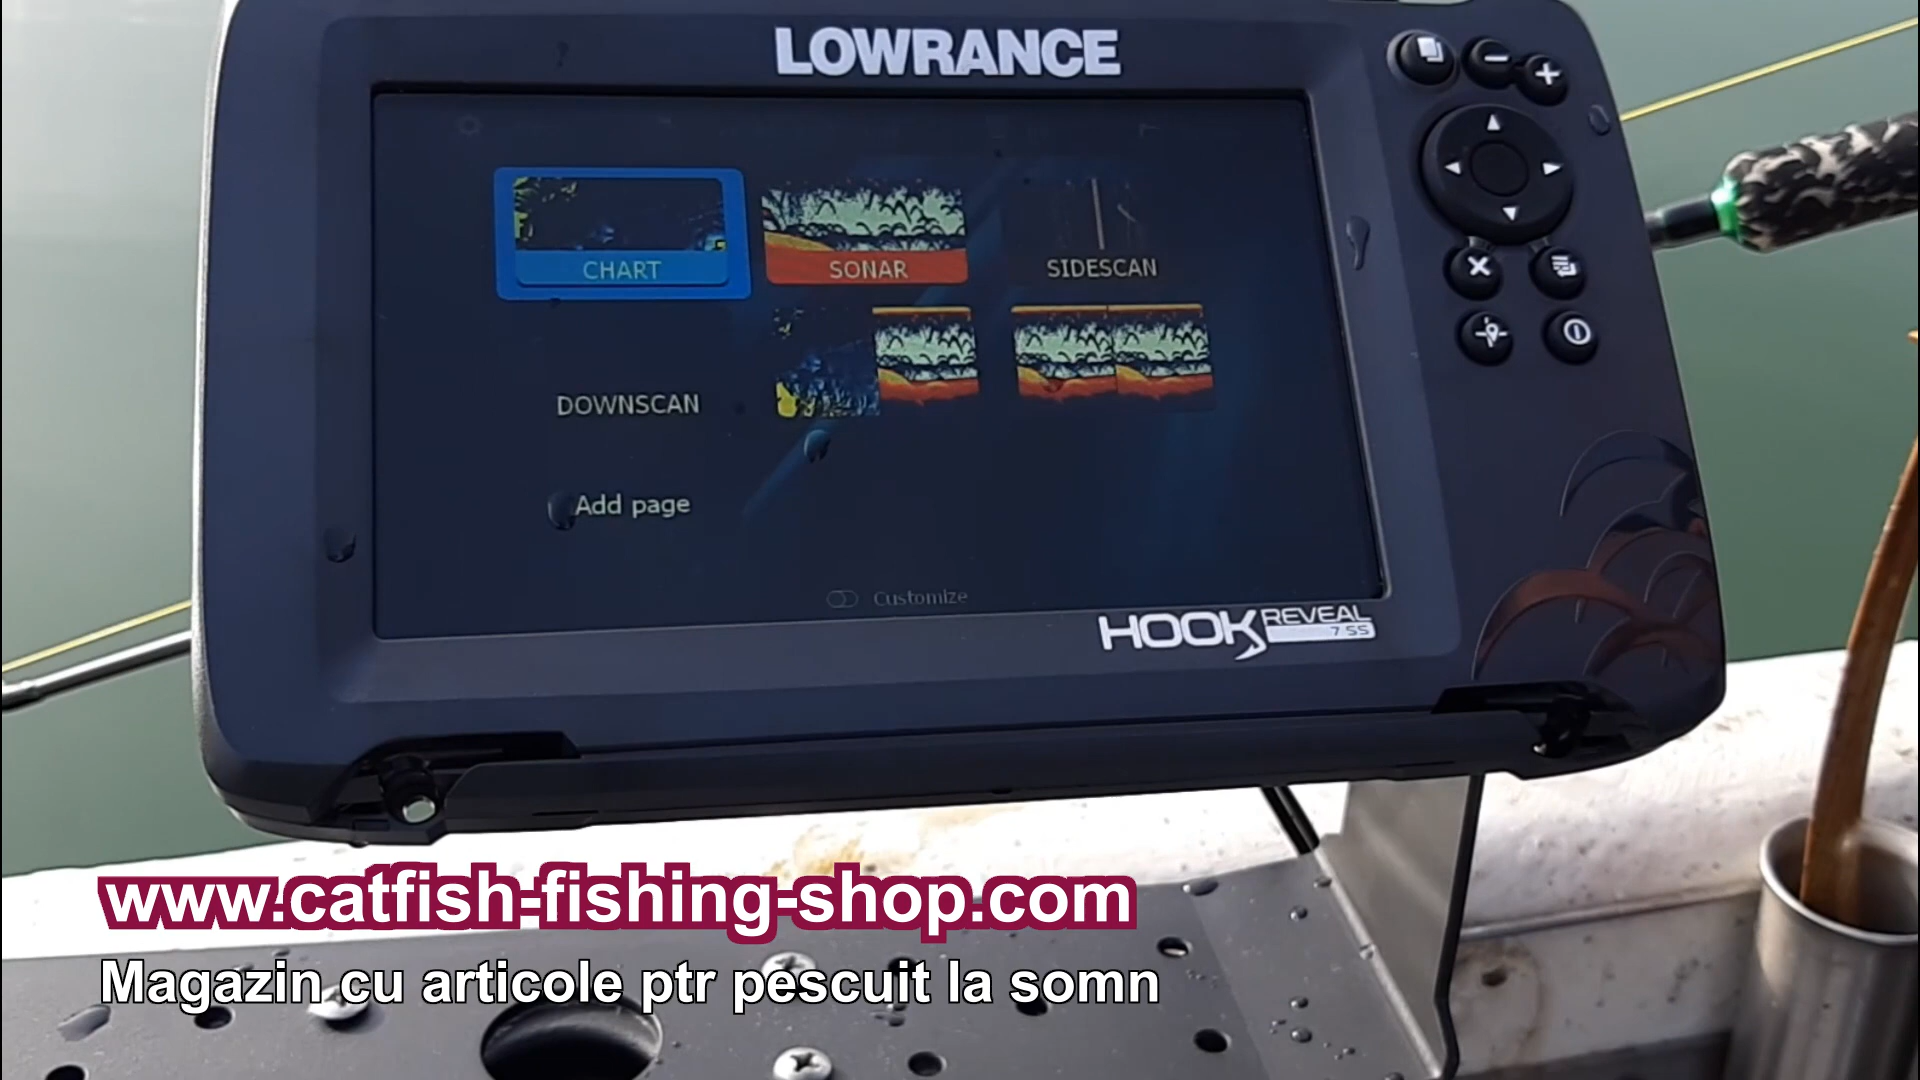 LOWRANCE
CHART
SONAR
SIDESCAN
DOWNSCAN
Add page
Customize
HOOK REVEAL
7 SS
www.catfish-fishing-shop.com
Magazin cu articole ptr pescuit la somn